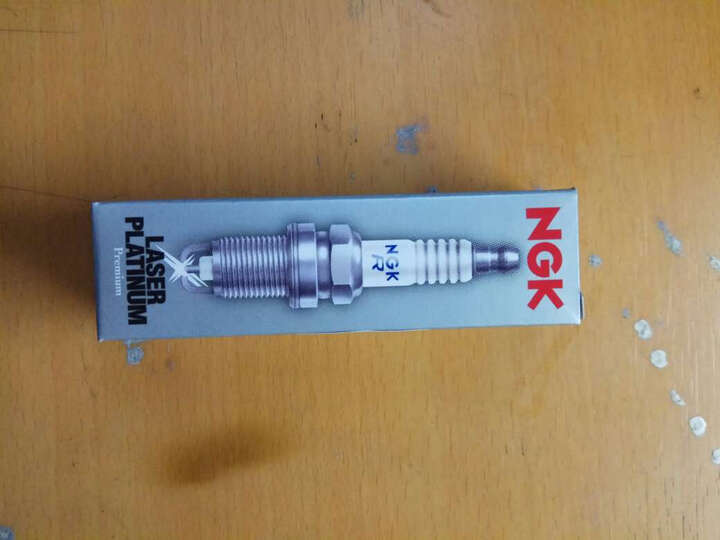 NGK
NGK
R
LASER
PLATINUM
Premium